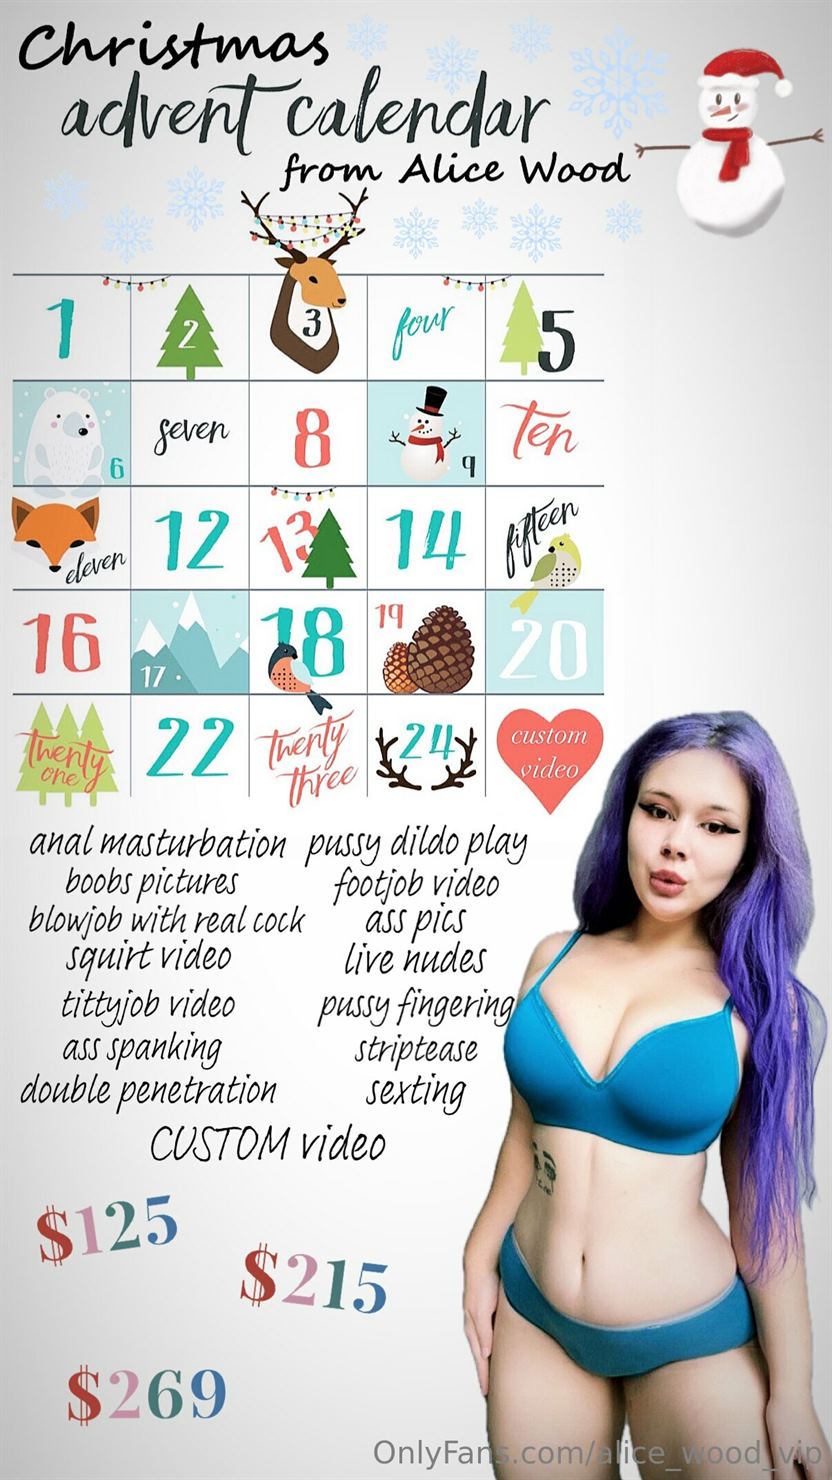 Christmas
advent calendar
from Alice Wood
1 2 3 four 5
6 seven 8 9 Ten
eleven 12 13 14 fifteen
16 17 18 19 20
twenty one 22 twenty three 24 custom video
anal masturbation pussy dildo play
boobs pictures footjob video
blowjob with real cock ass pics
squirt video live nudes
tittyjob video pussy fingering
ass spanking striptease
double penetration sexting
CUSTOM video
$125
$215
$269
OnlyFans.com/alice_wood_vip